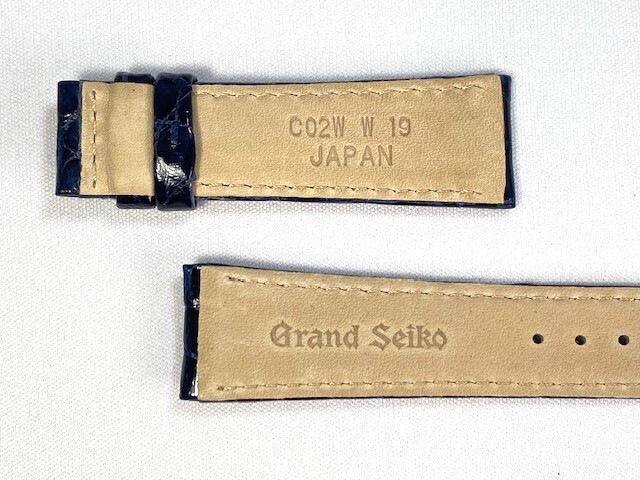 C02W W 19
JAPAN
Grand Seiko